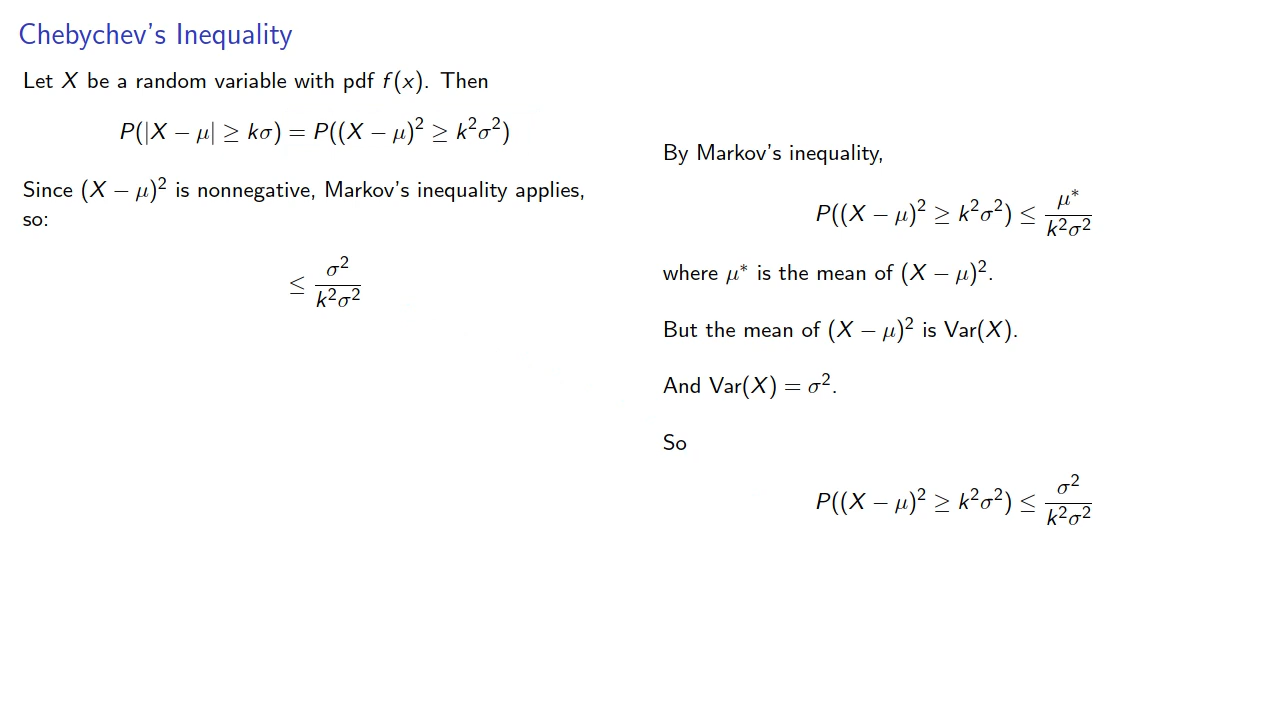 Chebychev's Inequality
Let X be a random variable with pdf f(x). Then
P(|X − μ| ≥ kσ) = P((X − μ)² ≥ k²σ²)
Since (X − μ)² is nonnegative, Markov's inequality applies,
so:
≤ σ²/k²σ²
By Markov's inequality,
P((X − μ)² ≥ k²σ²) ≤ μ*/k²σ²
where μ* is the mean of (X − μ)².
But the mean of (X − μ)² is Var(X).
And Var(X) = σ².
So
P((X − μ)² ≥ k²σ²) ≤ σ²/k²σ²